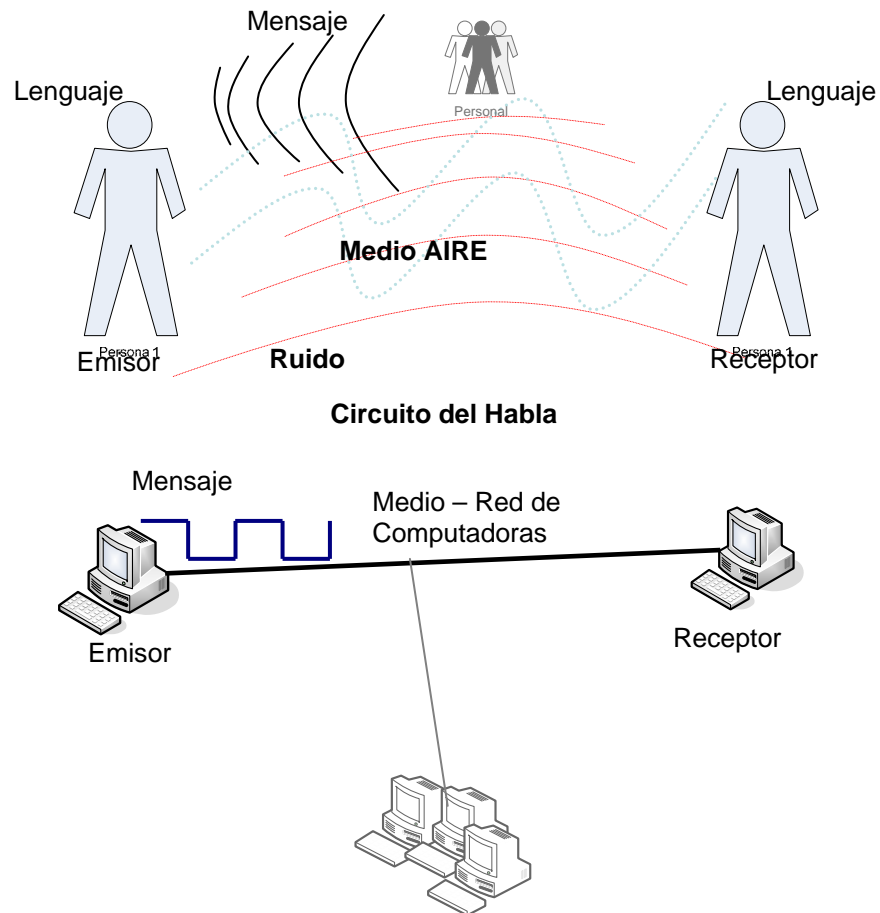 Mensaje
Lenguaje
Lenguaje
Personal
Medio AIRE
Persona 1
Emisor
Ruido
Persona 1
Receptor
Circuito del Habla
Mensaje
Medio – Red de
Computadoras
Emisor
Receptor